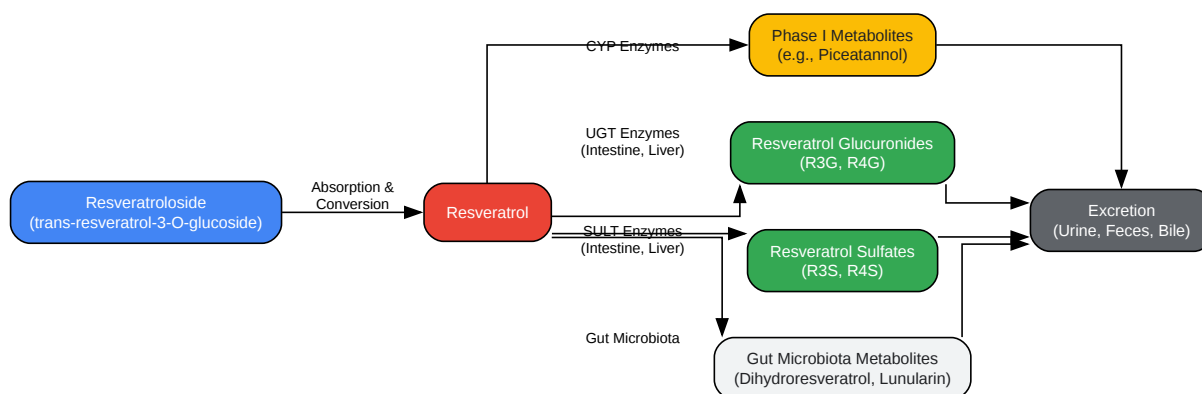 Resveratroloside
(trans-resveratrol-3-O-glucoside)
Absorption &
Conversion
Resveratrol
CYP Enzymes
UGT Enzymes
(Intestine, Liver)
SULT Enzymes
(Intestine, Liver)
Gut Microbiota
Phase I Metabolites
(e.g., Piceatannol)
Resveratrol Glucuronides
(R3G, R4G)
Resveratrol Sulfates
(R3S, R4S)
Gut Microbiota Metabolites
(Dihydroresveratrol, Lunularin)
Excretion
(Urine, Feces, Bile)